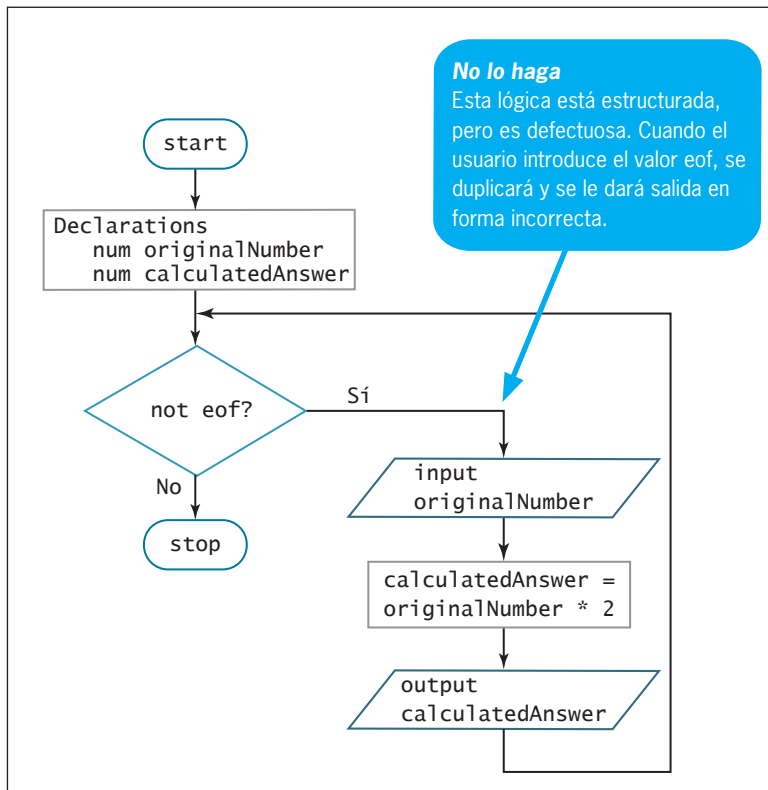 No lo haga
Esta lógica está estructurada,
pero es defectuosa. Cuando el
usuario introduce el valor eof, se
duplicará y se le dará salida en
forma incorrecta.
start
Declarations
num originalNumber
num calculatedAnswer
not eof?
Sí
No
stop
input
originalNumber
calculatedAnswer =
originalNumber * 2
output
calculatedAnswer